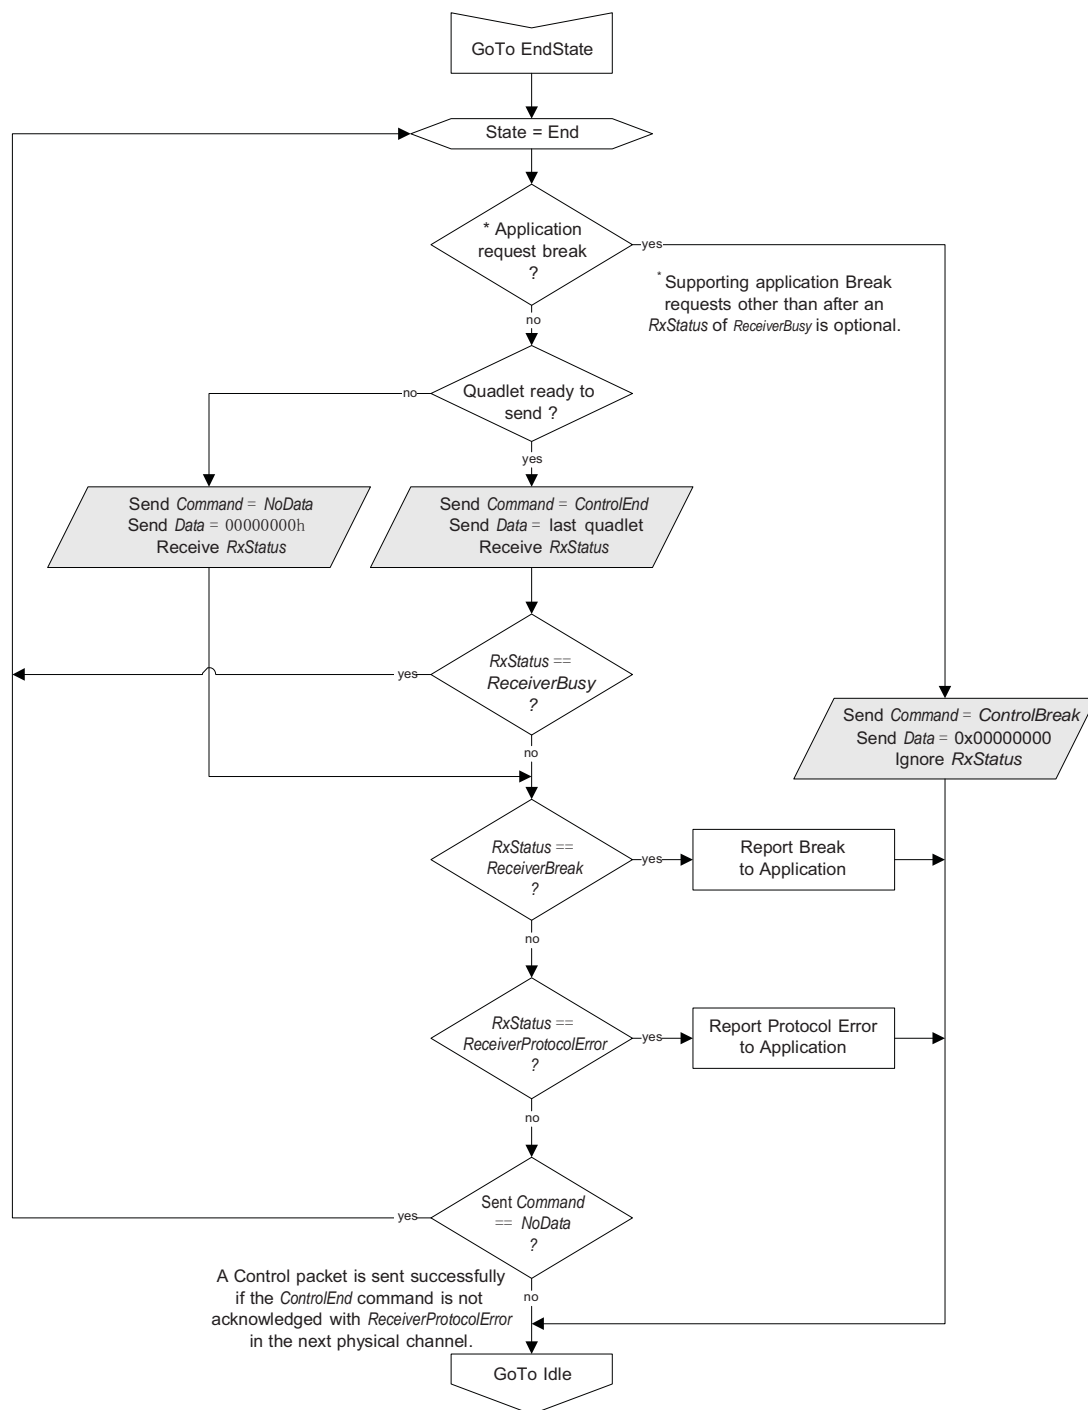 GoTo EndState
State = End
* Application
request break
?
yes
* Supporting application Break
requests other than after an
RxStatus of ReceiverBusy is optional.
no
Quadlet ready to
send ?
no
yes
Send Command = NoData
Send Data = 00000000h
Receive RxStatus
Send Command = ControlEnd
Send Data = last quadlet
Receive RxStatus
RxStatus ==
ReceiverBusy
?
yes
no
Send Command = ControlBreak
Send Data = 0x00000000
Ignore RxStatus
RxStatus ==
ReceiverBreak
?
yes
Report Break
to Application
no
RxStatus ==
ReceiverProtocolError
?
yes
Report Protocol Error
to Application
no
Sent Command
== NoData
?
yes
no
A Control packet is sent successfully
if the ControlEnd command is not
acknowledged with ReceiverProtocolError
in the next physical channel.
GoTo Idle